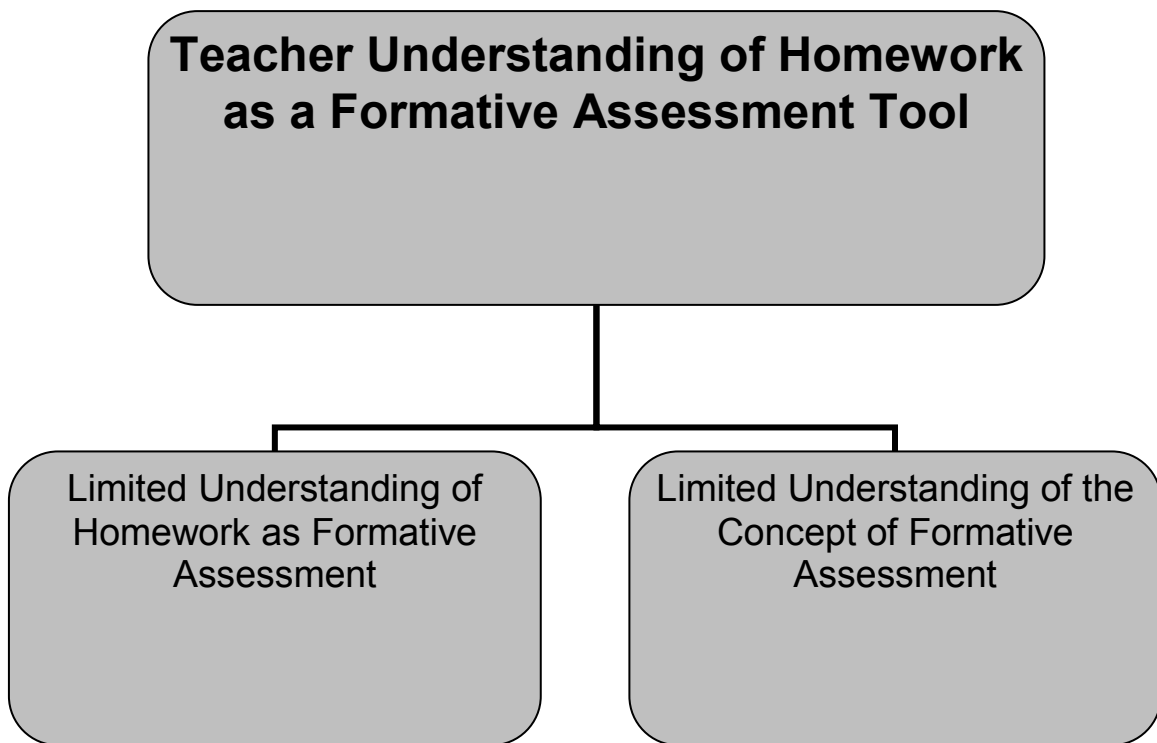 Teacher Understanding of Homework
as a Formative Assessment Tool
Limited Understanding of
Homework as Formative
Assessment
Limited Understanding of the
Concept of Formative
Assessment